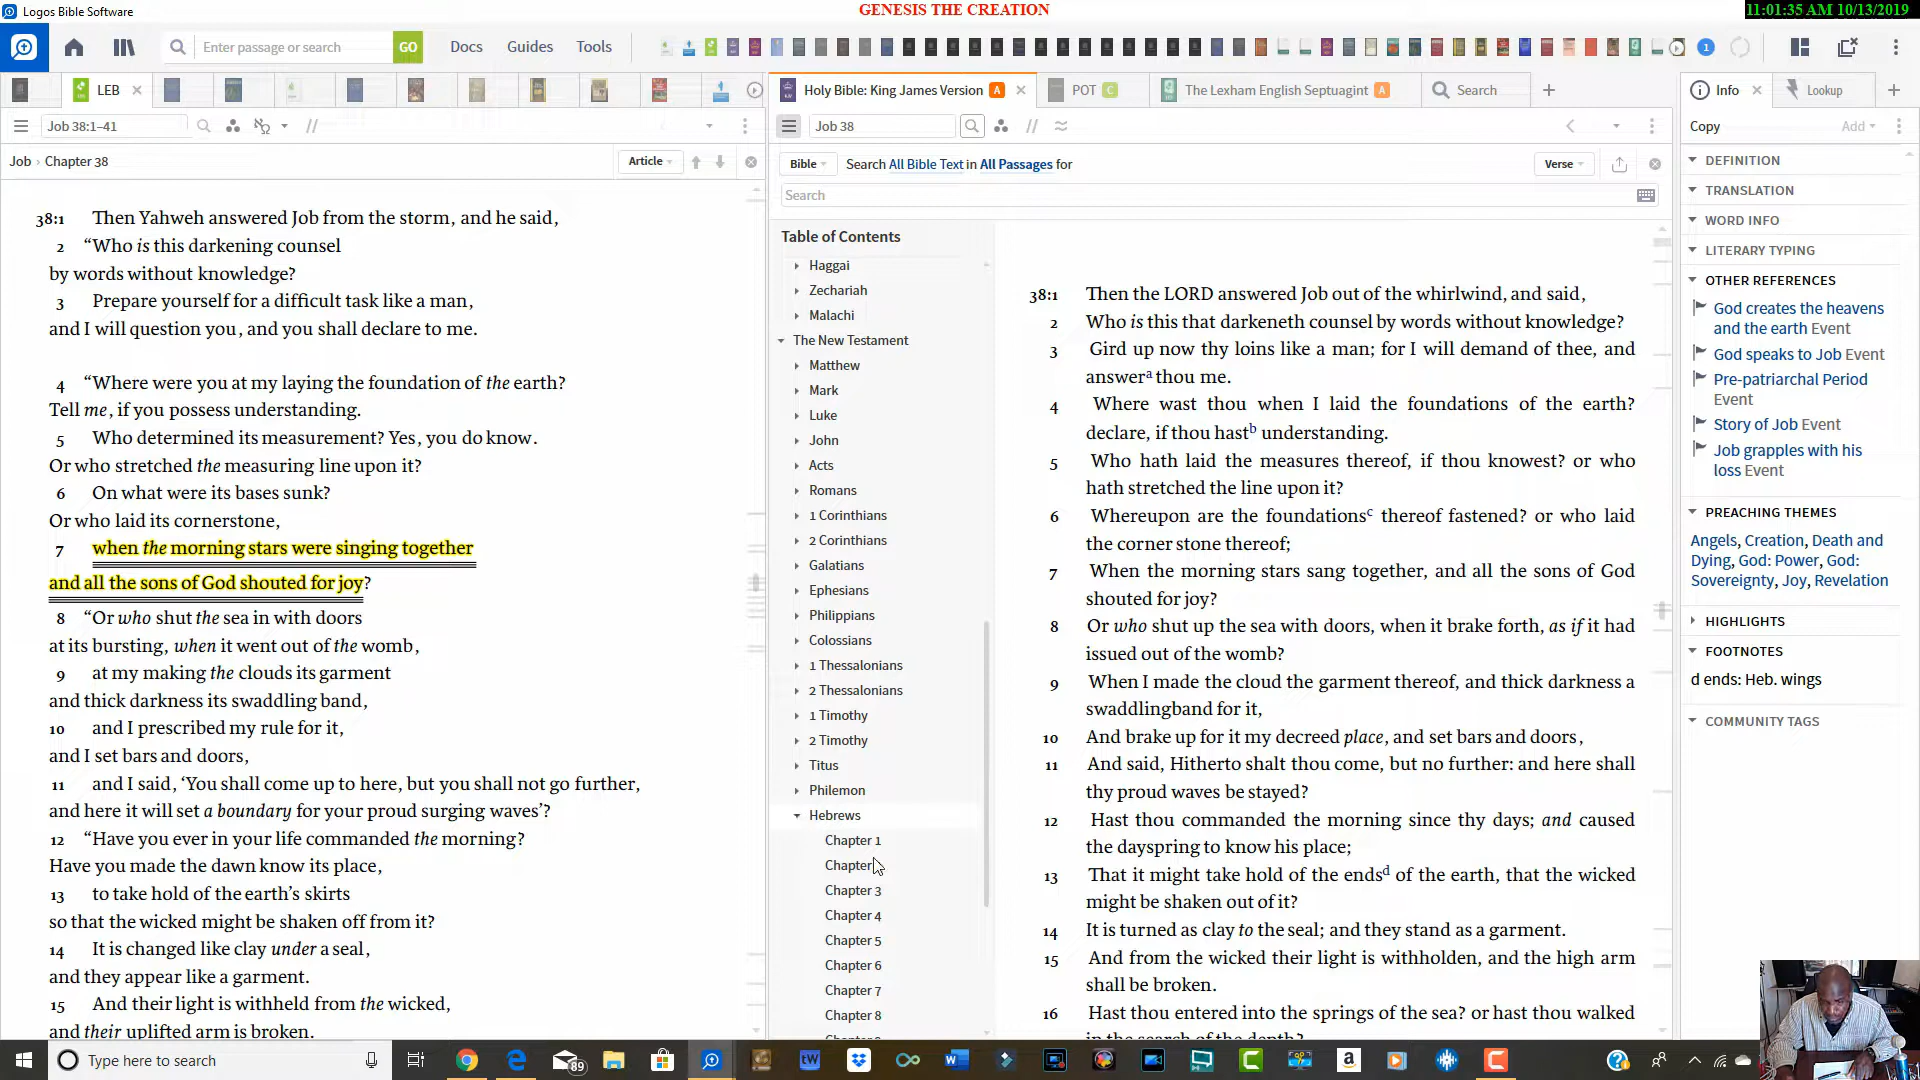 Logos Bible Software
GENESIS THE CREATION
11:01:35 AM 10/13/2019
Enter passage or search
GO
Docs
Guides
Tools
1
LEB
Job 38:1–41
Job › Chapter 38
Article
38:1 Then Yahweh answered Job from the storm, and he said,
2 “Who is this darkening counsel
by words without knowledge?
3 Prepare yourself for a difficult task like a man,
and I will question you, and you shall declare to me.
4 “Where were you at my laying the foundation of the earth?
Tell me, if you possess understanding.
5 Who determined its measurement? Yes, you do know.
Or who stretched the measuring line upon it?
6 On what were its bases sunk?
Or who laid its cornerstone,
7 when the morning stars were singing together
and all the sons of God shouted for joy?
8 “Or who shut the sea in with doors
at its bursting, when it went out of the womb,
9 at my making the clouds its garment
and thick darkness its swaddling band,
10 and I prescribed my rule for it,
and I set bars and doors,
11 and I said, ‘You shall come up to here, but you shall not go further,
and here it will set a boundary for your proud surging waves’?
12 “Have you ever in your life commanded the morning?
Have you made the dawn know its place,
13 to take hold of the earth’s skirts
so that the wicked might be shaken off from it?
14 It is changed like clay under a seal,
and they appear like a garment.
15 And their light is withheld from the wicked,
and their uplifted arm is broken.
Holy Bible: King James Version A
POT C
The Lexham English Septuagint A
Search
Job 38
Bible
Search All Bible Text in All Passages for
Verse
Search
Table of Contents
Haggai
Zechariah
Malachi
The New Testament
Matthew
Mark
Luke
John
Acts
Romans
1 Corinthians
2 Corinthians
Galatians
Ephesians
Philippians
Colossians
1 Thessalonians
2 Thessalonians
1 Timothy
2 Timothy
Titus
Philemon
Hebrews
Chapter 1
Chapter
Chapter 3
Chapter 4
Chapter 5
Chapter 6
Chapter 7
Chapter 8
38:1 Then the LORD answered Job out of the whirlwind, and said,
2 Who is this that darkeneth counsel by words without knowledge?
3 Gird up now thy loins like a man; for I will demand of thee, and
answerª thou me.
4 Where wast thou when I laid the foundations of the earth?
declare, if thou hastᵇ understanding.
5 Who hath laid the measures thereof, if thou knowest? or who
hath stretched the line upon it?
6 Whereupon are the foundationsᶜ thereof fastened? or who laid
the corner stone thereof;
7 When the morning stars sang together, and all the sons of God
shouted for joy?
8 Or who shut up the sea with doors, when it brake forth, as if it had
issued out of the womb?
9 When I made the cloud the garment thereof, and thick darkness a
swaddlingband for it,
10 And brake up for it my decreed place, and set bars and doors,
11 And said, Hitherto shalt thou come, but no further: and here shall
thy proud waves be stayed?
12 Hast thou commanded the morning since thy days; and caused
the dayspring to know his place;
13 That it might take hold of the endsᵈ of the earth, that the wicked
might be shaken out of it?
14 It is turned as clay to the seal; and they stand as a garment.
15 And from the wicked their light is withholden, and the high arm
shall be broken.
16 Hast thou entered into the springs of the sea? or hast thou walked
in the search of the depth?
Info
Lookup
Copy
Add
DEFINITION
TRANSLATION
WORD INFO
LITERARY TYPING
OTHER REFERENCES
God creates the heavens
and the earth Event
God speaks to Job Event
Pre-patriarchal Period
Event
Story of Job Event
Job grapples with his
loss Event
PREACHING THEMES
Angels, Creation, Death and
Dying, God: Power, God:
Sovereignty, Joy, Revelation
HIGHLIGHTS
FOOTNOTES
d ends: Heb. wings
COMMUNITY TAGS
Type here to search
89